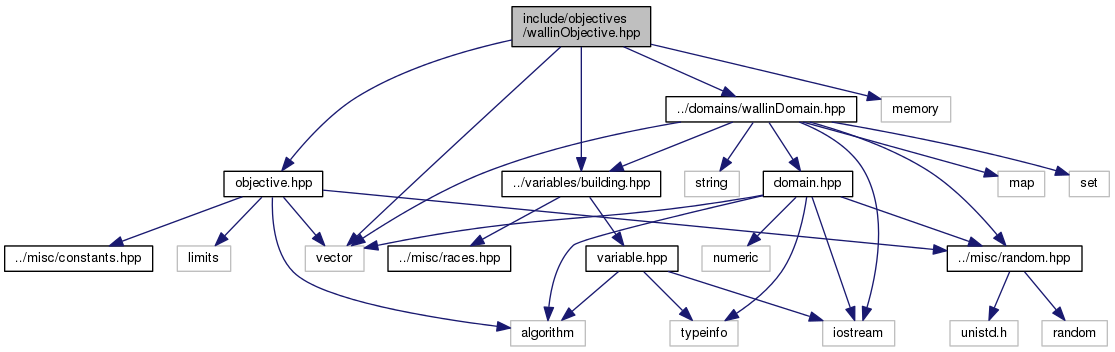 include/objectives
/wallinObjective.hpp
../domains/wallinDomain.hpp
memory
objective.hpp
../variables/building.hpp
string
domain.hpp
map
set
../misc/constants.hpp
limits
vector
../misc/races.hpp
variable.hpp
numeric
../misc/random.hpp
algorithm
typeinfo
iostream
unistd.h
random